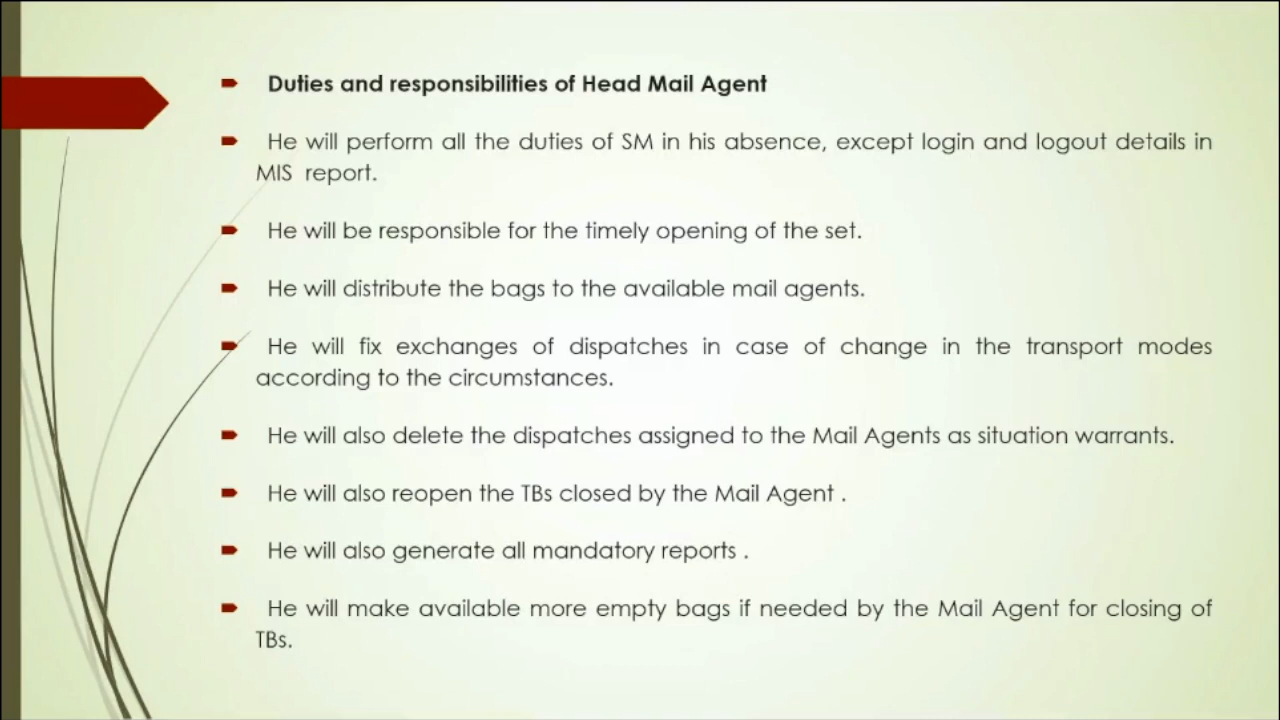 Duties and responsibilities of Head Mail Agent
He will perform all the duties of SM in his absence, except login and logout details in
MIS report.
He will be responsible for the timely opening of the set.
He will distribute the bags to the available mail agents.
He will fix exchanges of dispatches in case of change in the transport modes
according to the circumstances.
He will also delete the dispatches assigned to the Mail Agents as situation warrants.
He will also reopen the TBs closed by the Mail Agent .
He will also generate all mandatory reports .
He will make available more empty bags if needed by the Mail Agent for closing of
TBs.